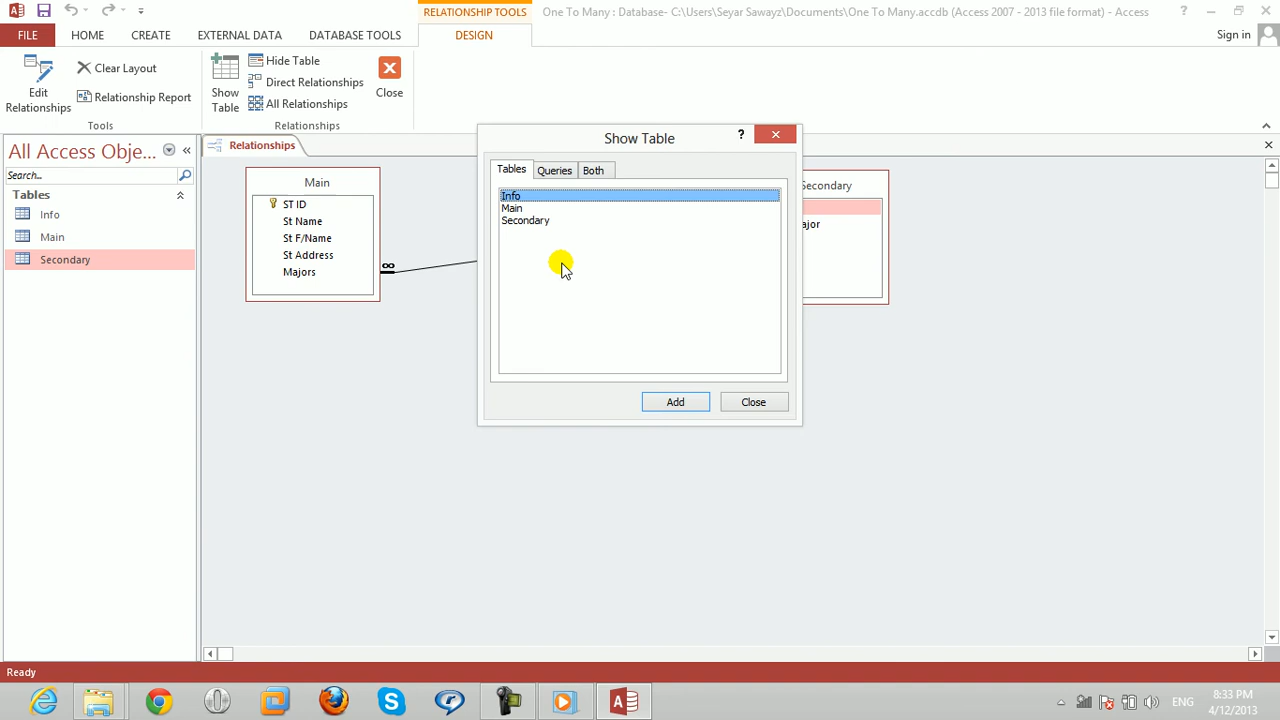 RELATIONSHIP TOOLS
One To Many : Database- C:\Users\Seyar Sawayz\Documents\One To Many.accdb (Access 2007 - 2013 file format) - Access
?
FILE
HOME
CREATE
EXTERNAL DATA
DATABASE TOOLS
DESIGN
Sign in
Edit
Relationships
Clear Layout
Relationship Report
Tools
Show
Table
Hide Table
Direct Relationships
All Relationships
Close
Relationships
All Access Obje...
Search...
Tables
Info
Main
Secondary
Relationships
Main
ST ID
St Name
St F/Name
St Address
Majors
∞
Show Table
?
Tables
Queries
Both
Info
Main
Secondary
Add
Close
Secondary
ajor
Ready
ENG
8:33 PM
4/12/2013